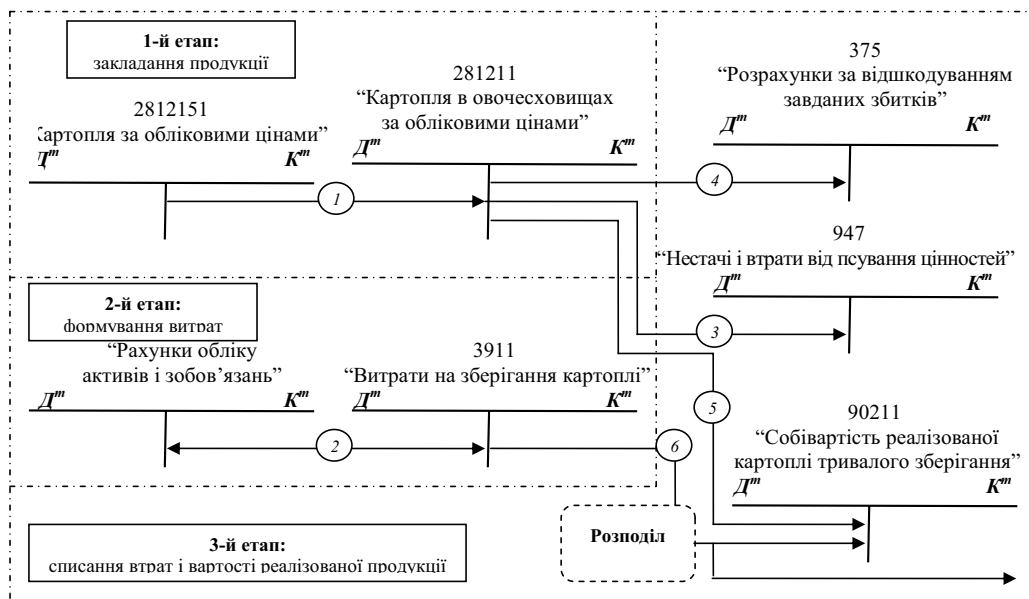 1-й етап:
закладання продукції
2812151
Картопля за обліковими цінами”
Дт Кт
281211
“Картопля в овочесховищах
за обліковими цінами”
Дт Кт
375
“Розрахунки за відшкодуванням
завданих збитків”
Дт Кт
1
4
947
“Нестачі і втрати від псування цінностей”
Дт Кт
3
2-й етап:
формування витрат
“Рахунки обліку
активів і зобов’язань”
Дт Кт
3911
“Витрати на зберігання картоплі”
Дт Кт
2
5
6
90211
“Собівартість реалізованої
картоплі тривалого зберігання”
Дт Кт
Розподіл
3-й етап:
списання втрат і вартості реалізованої продукції